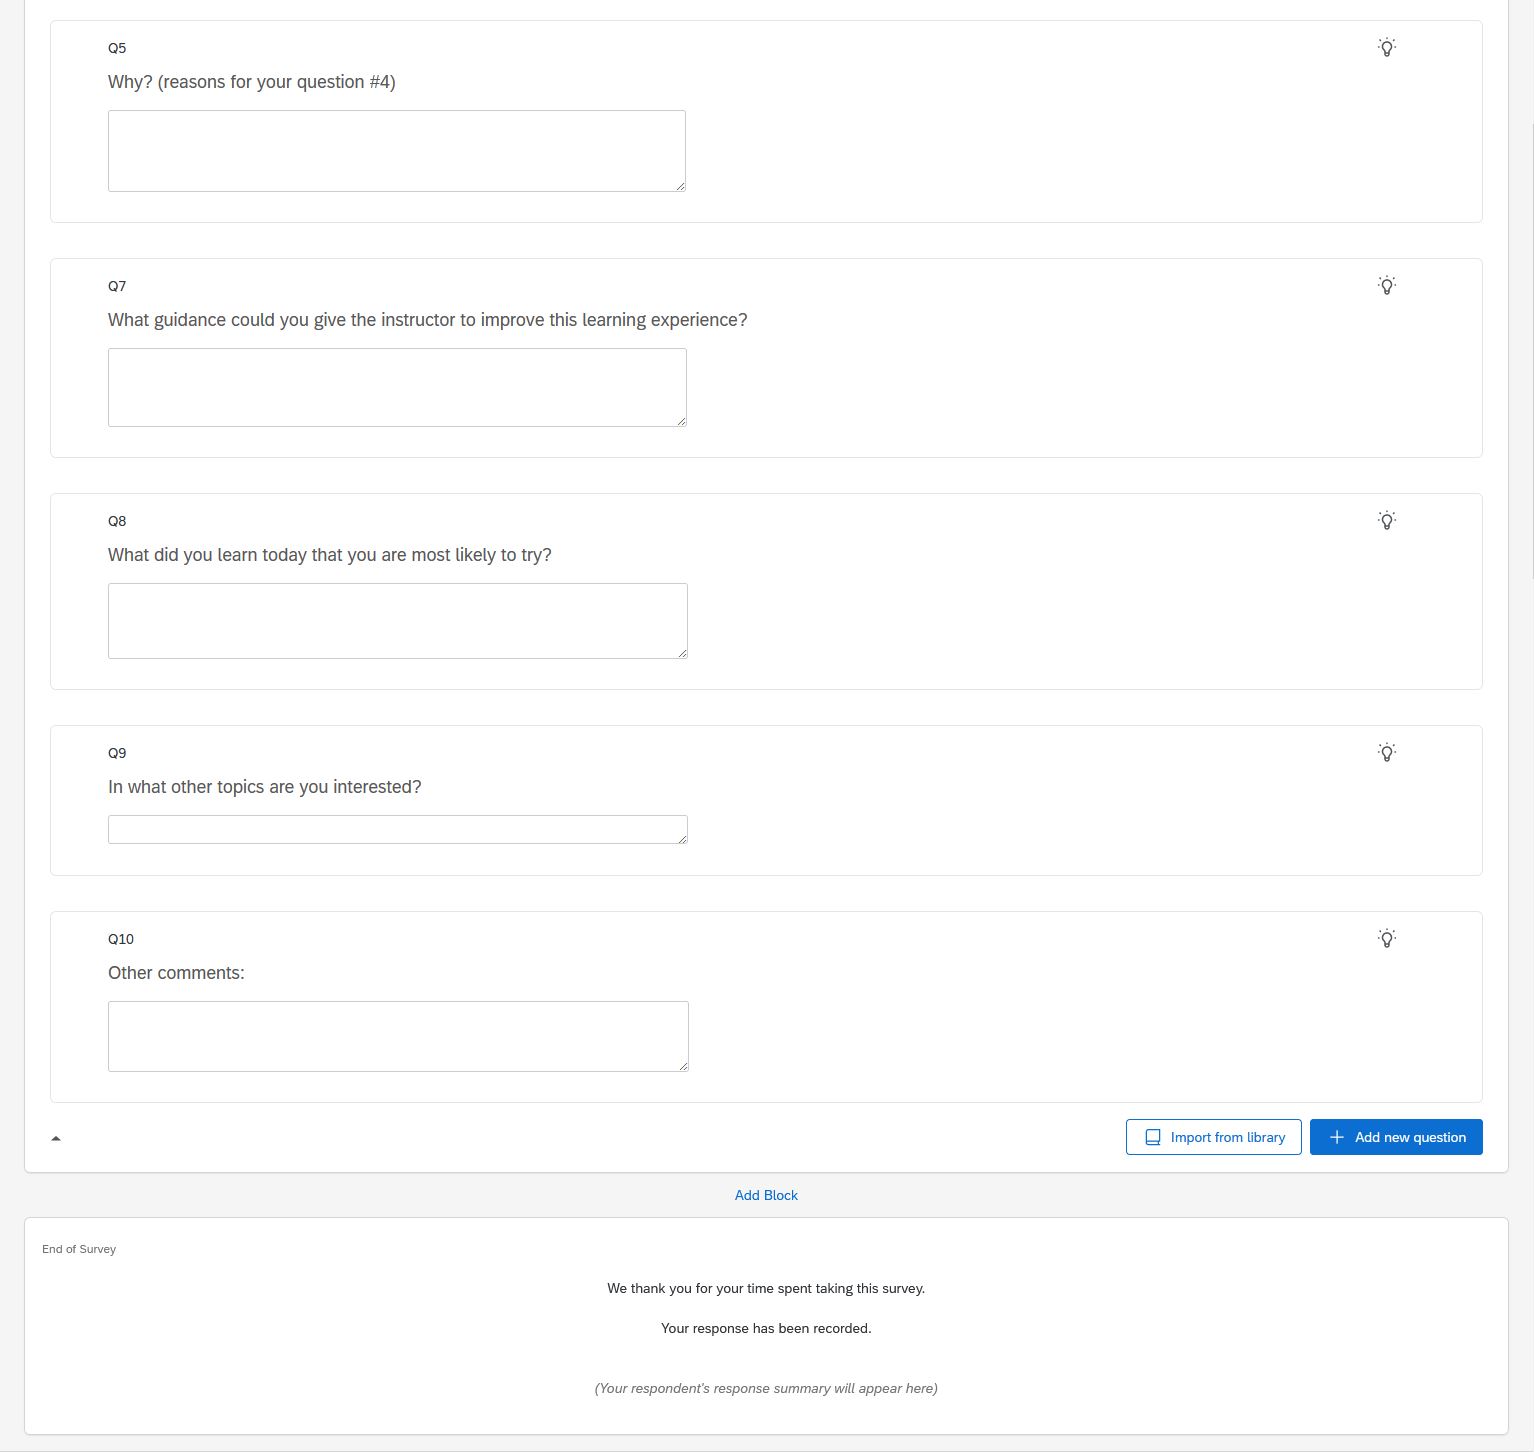 Q5
Why? (reasons for your question #4)
Q7
What guidance could you give the instructor to improve this learning experience?
Q8
What did you learn today that you are most likely to try?
Q9
In what other topics are you interested?
Q10
Other comments:
Import from library
Add new question
Add Block
End of Survey
We thank you for your time spent taking this survey.
Your response has been recorded.
(Your respondent's response summary will appear here)